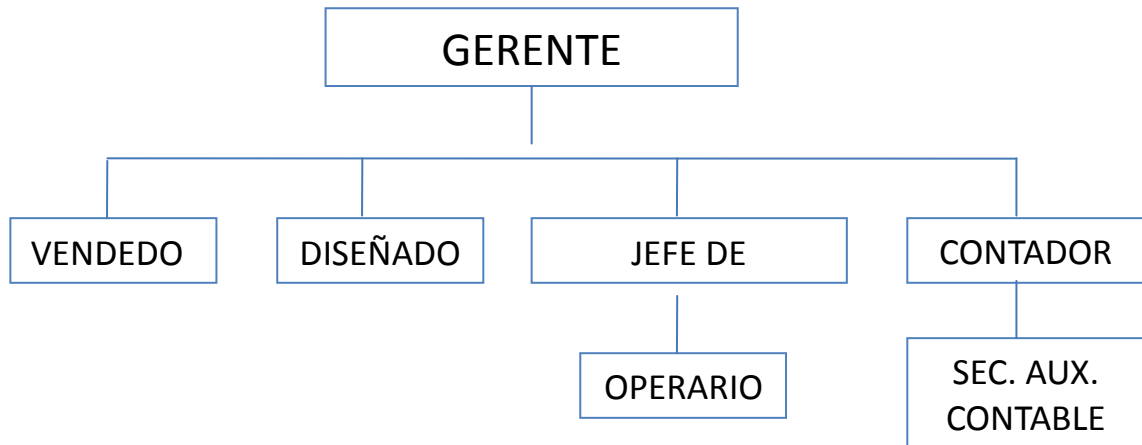 GERENTE
VENDEDO
DISEÑADO
JEFE DE
CONTADOR
OPERARIO
SEC. AUX.
CONTABLE